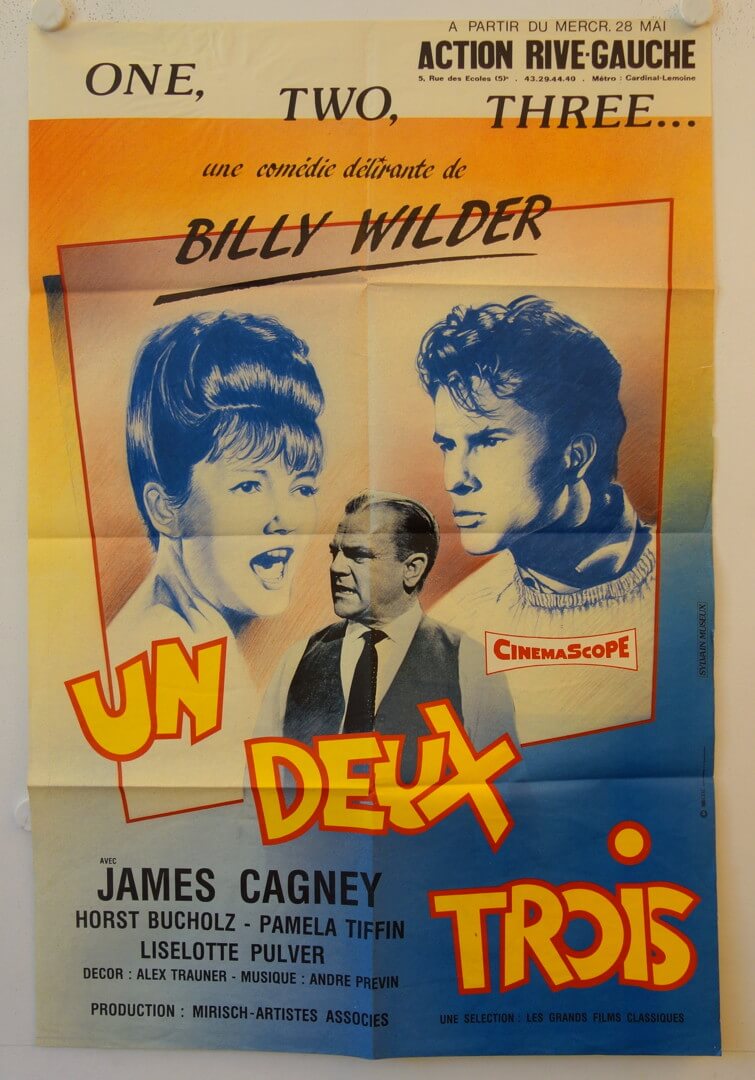 A PARTIR DU MERCR. 28 MAI
ACTION RIVE-GAUCHE
5, Rue des Ecoles (5)e . 43.29.44.40 . Métro : Cardinal-Lemoine
ONE, TWO, THREE...
une comédie délirante de
BILLY WILDER
CINEMASCOPE
SYLVAIN MUSEUX
UN
DEUX
TROIS
AVEC
JAMES CAGNEY
HORST BUCHOLZ - PAMELA TIFFIN
LISELOTTE PULVER
DECOR : ALEX TRAUNER - MUSIQUE : ANDRE PREVIN
PRODUCTION : MIRISCH-ARTISTES ASSOCIES
UNE SELECTION : LES GRANDS FILMS CLASSIQUES